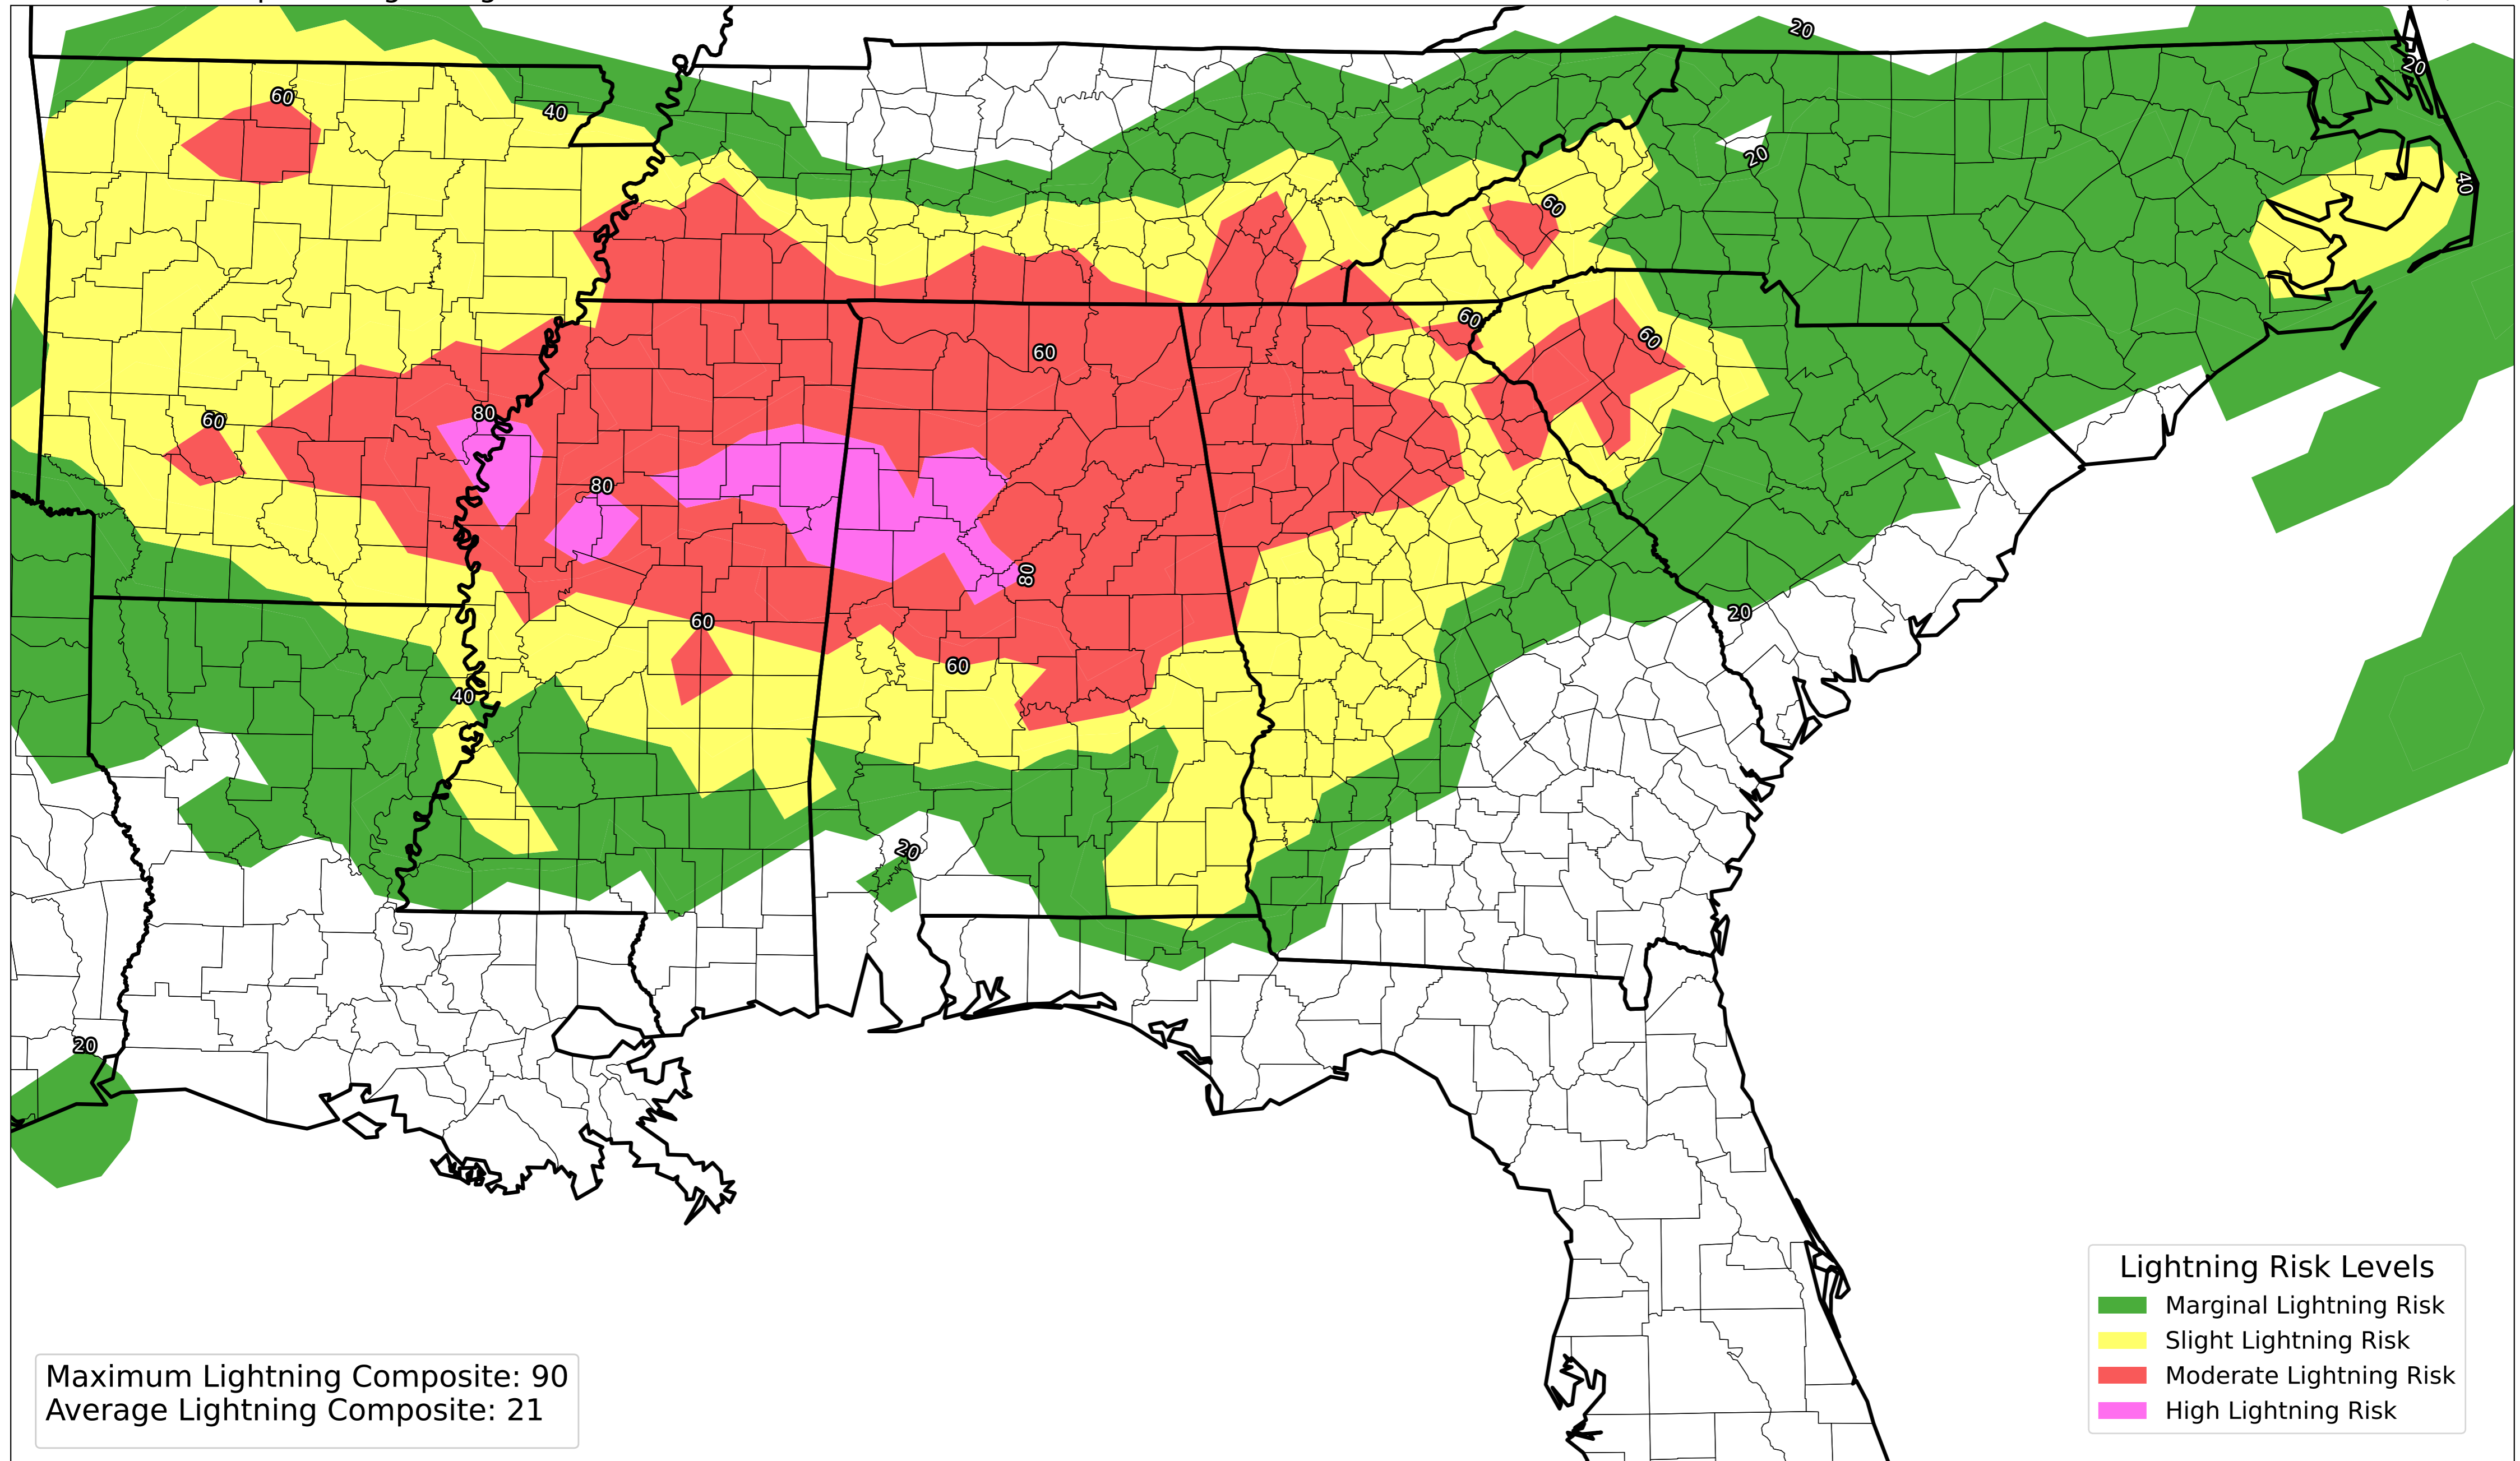 20
20
60
40
20
40
60
60
60
60
80
60
80
80
20
60
60
40
20
20
Lightning Risk Levels
Marginal Lightning Risk
Slight Lightning Risk
Moderate Lightning Risk
High Lightning Risk
Maximum Lightning Composite: 90
Average Lightning Composite: 21